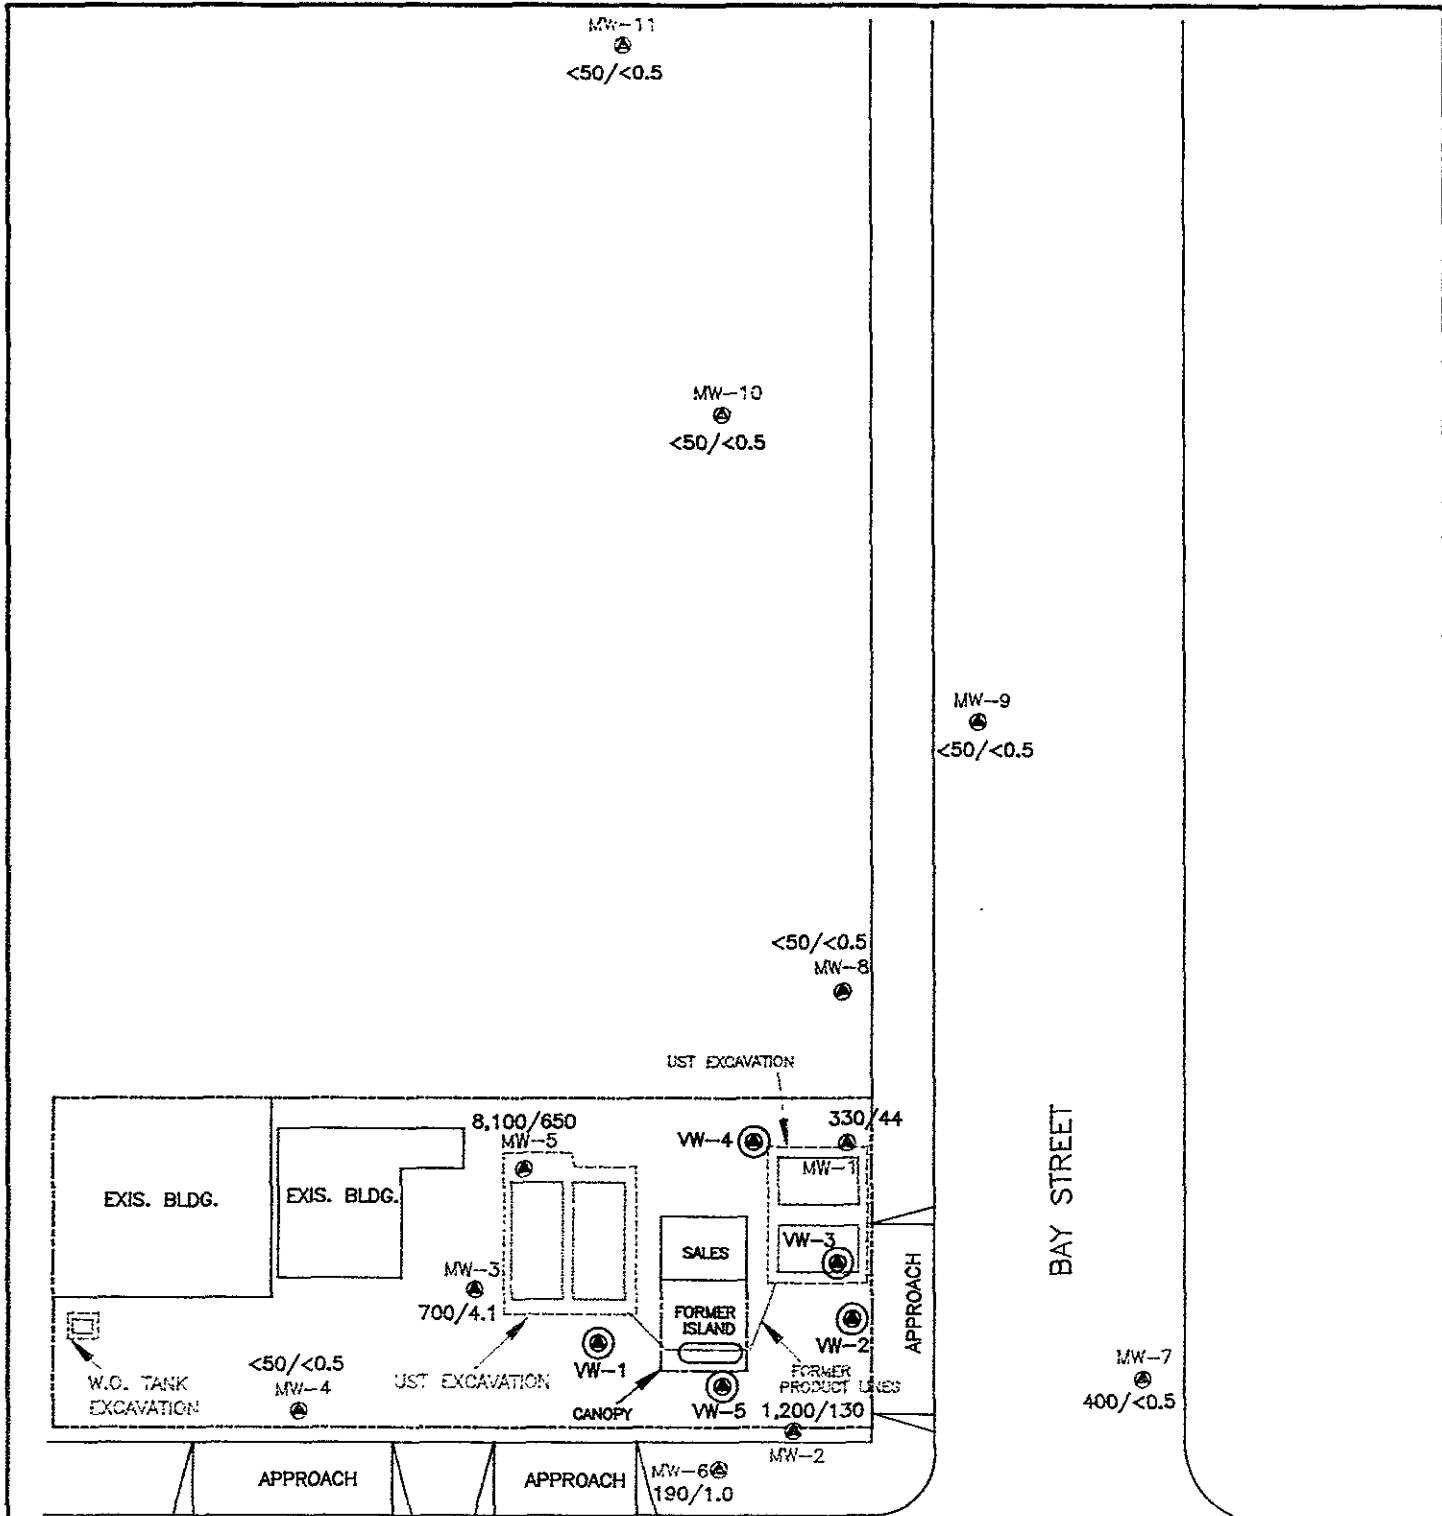 MW-11
<50/<0.5
MW-10
<50/<0.5
MW-9
<50/<0.5
<50/<0.5
MW-8
UST EXCAVATION
8,100/650
MW-5
VW-4
330/44
MW-1
EXIS. BLDG.
EXIS. BLDG.
SALES
VW-3
MW-3
700/4.1
FORMER
ISLAND
VW-2
APPROACH
BAY STREET
VW-1
<50/<0.5
MW-4
W.O. TANK
EXCAVATION
UST EXCAVATION
CANOPY
VW-5
FORMER
PRODUCT LINES
1,200/130
MW-2
MW-7
400/<0.5
APPROACH
APPROACH
MW-6
190/1.0